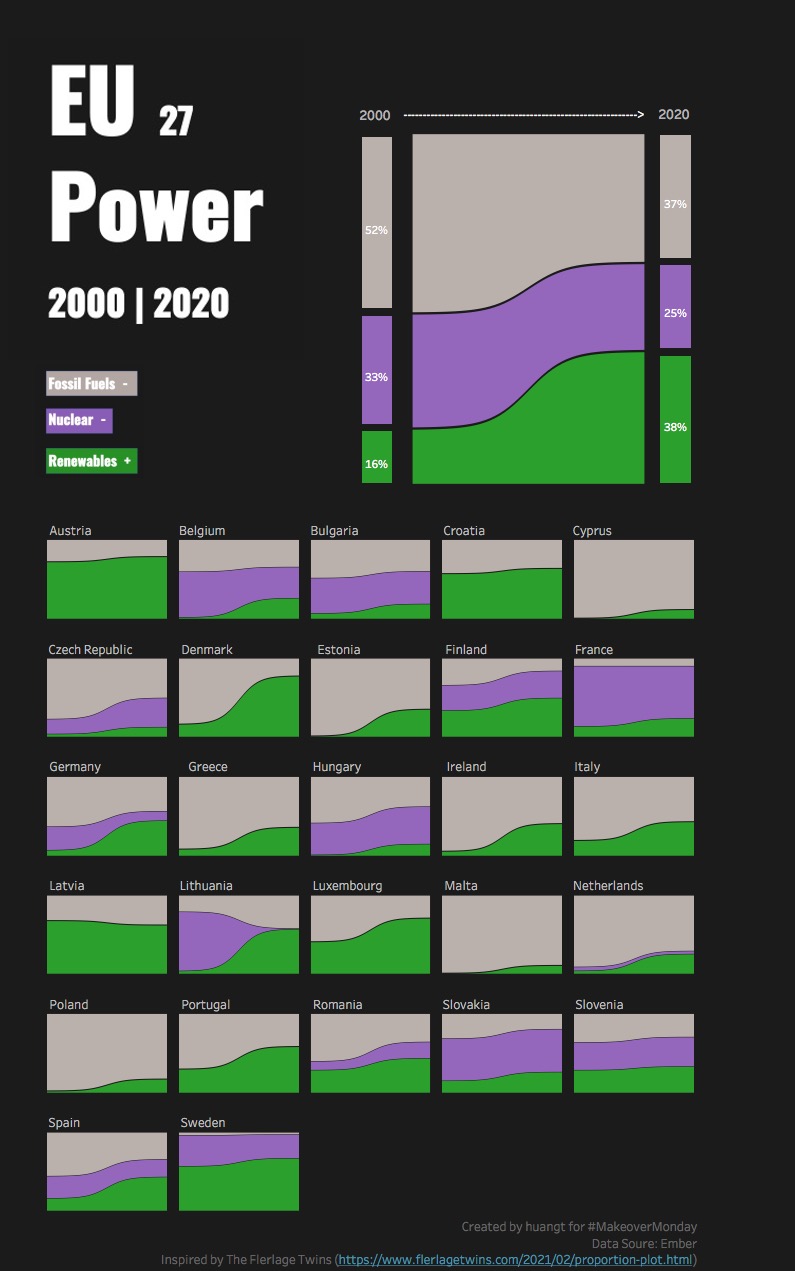 EU 27
Power
2000 | 2020
Fossil Fuels -
Nuclear -
Renewables +
2000 -----------------------------------------------------> 2020
52%
33%
16%
37%
25%
38%
Austria Belgium Bulgaria Croatia Cyprus
Czech Republic Denmark Estonia Finland France
Germany Greece Hungary Ireland Italy
Latvia Lithuania Luxembourg Malta Netherlands
Poland Portugal Romania Slovakia Slovenia
Spain Sweden
Created by huangt for #MakeoverMonday
Data Soure: Ember
Inspired by The Flerlage Twins (https://www.flerlagetwins.com/2021/02/proportion-plot.html)